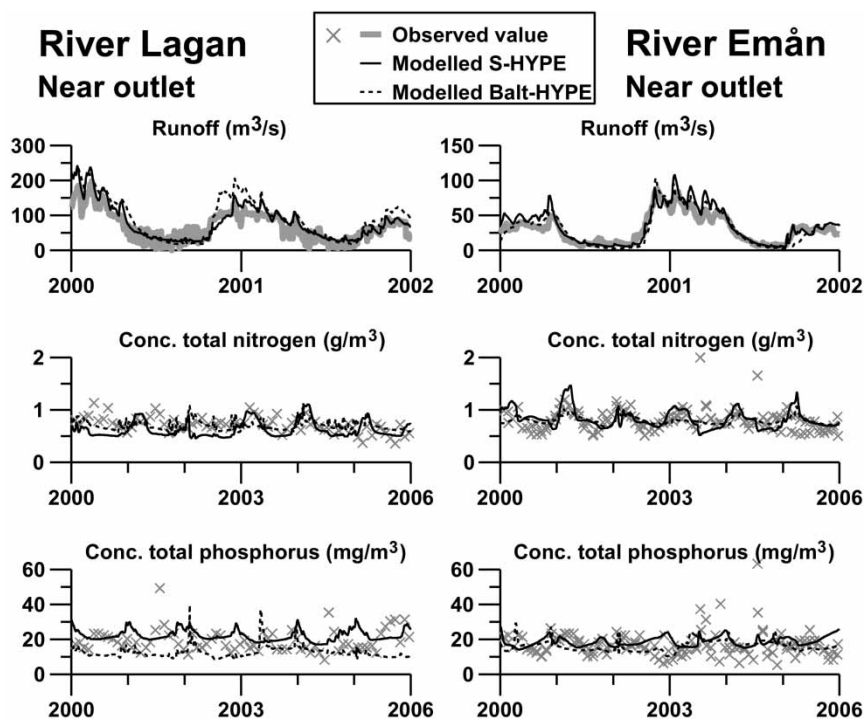 River Lagan
Near outlet
× Observed value
Modelled S-HYPE
Modelled Balt-HYPE
River Emån
Near outlet
Runoff (m3/s)
300
200
100
0
2000 2001 2002
Runoff (m3/s)
150
100
50
0
2000 2001 2002
Conc. total nitrogen (g/m3)
2
1
0
2000 2003 2006
Conc. total nitrogen (g/m3)
2
1
0
2000 2003 2006
Conc. total phosphorus (mg/m3)
60
40
20
0
2000 2003 2006
Conc. total phosphorus (mg/m3)
60
40
20
0
2000 2003 2006